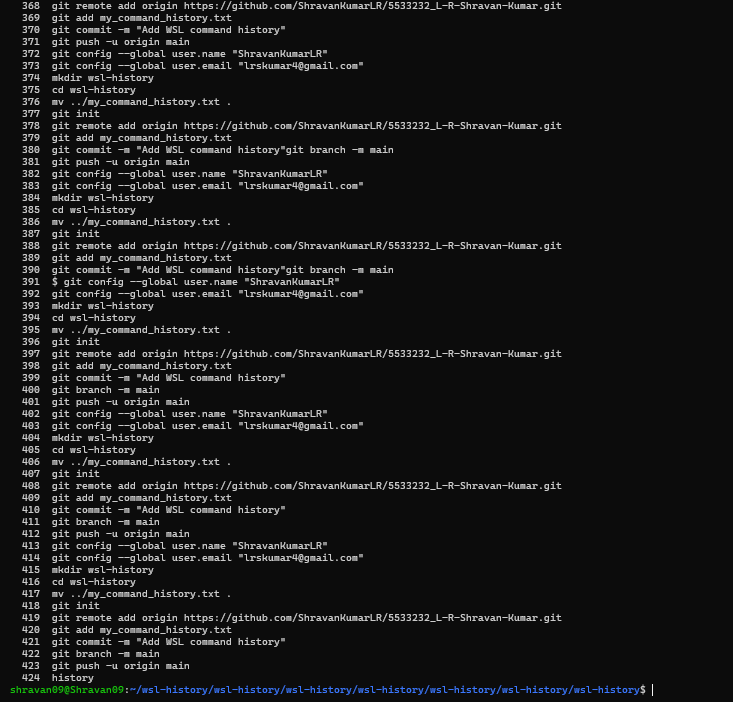 368 git remote add origin https://github.com/ShravanKumarLR/5533232_L-R-Shravan-Kumar.git
369 git add my_command_history.txt
370 git commit -m "Add WSL command history"
371 git push -u origin main
372 git config --global user.name "ShravanKumarLR"
373 git config --global user.email "lrskumar4@gmail.com"
374 mkdir wsl-history
375 cd wsl-history
376 mv ../my_command_history.txt .
377 git init
378 git remote add origin https://github.com/ShravanKumarLR/5533232_L-R-Shravan-Kumar.git
379 git add my_command_history.txt
380 git commit -m "Add WSL command history"git branch -m main
381 git push -u origin main
382 git config --global user.name "ShravanKumarLR"
383 git config --global user.email "lrskumar4@gmail.com"
384 mkdir wsl-history
385 cd wsl-history
386 mv ../my_command_history.txt .
387 git init
388 git remote add origin https://github.com/ShravanKumarLR/5533232_L-R-Shravan-Kumar.git
389 git add my_command_history.txt
390 git commit -m "Add WSL command history"git branch -m main
391 $ git config --global user.name "ShravanKumarLR"
392 git config --global user.email "lrskumar4@gmail.com"
393 mkdir wsl-history
394 cd wsl-history
395 mv ../my_command_history.txt .
396 git init
397 git remote add origin https://github.com/ShravanKumarLR/5533232_L-R-Shravan-Kumar.git
398 git add my_command_history.txt
399 git commit -m "Add WSL command history"
400 git branch -m main
401 git push -u origin main
402 git config --global user.name "ShravanKumarLR"
403 git config --global user.email "lrskumar4@gmail.com"
404 mkdir wsl-history
405 cd wsl-history
406 mv ../my_command_history.txt .
407 git init
408 git remote add origin https://github.com/ShravanKumarLR/5533232_L-R-Shravan-Kumar.git
409 git add my_command_history.txt
410 git commit -m "Add WSL command history"
411 git branch -m main
412 git push -u origin main
413 git config --global user.name "ShravanKumarLR"
414 git config --global user.email "lrskumar4@gmail.com"
415 mkdir wsl-history
416 cd wsl-history
417 mv ../my_command_history.txt .
418 git init
419 git remote add origin https://github.com/ShravanKumarLR/5533232_L-R-Shravan-Kumar.git
420 git add my_command_history.txt
421 git commit -m "Add WSL command history"
422 git branch -m main
423 git push -u origin main
424 history
shravan09@Shravan09:~/wsl-history/wsl-history/wsl-history/wsl-history/wsl-history/wsl-history/wsl-history$